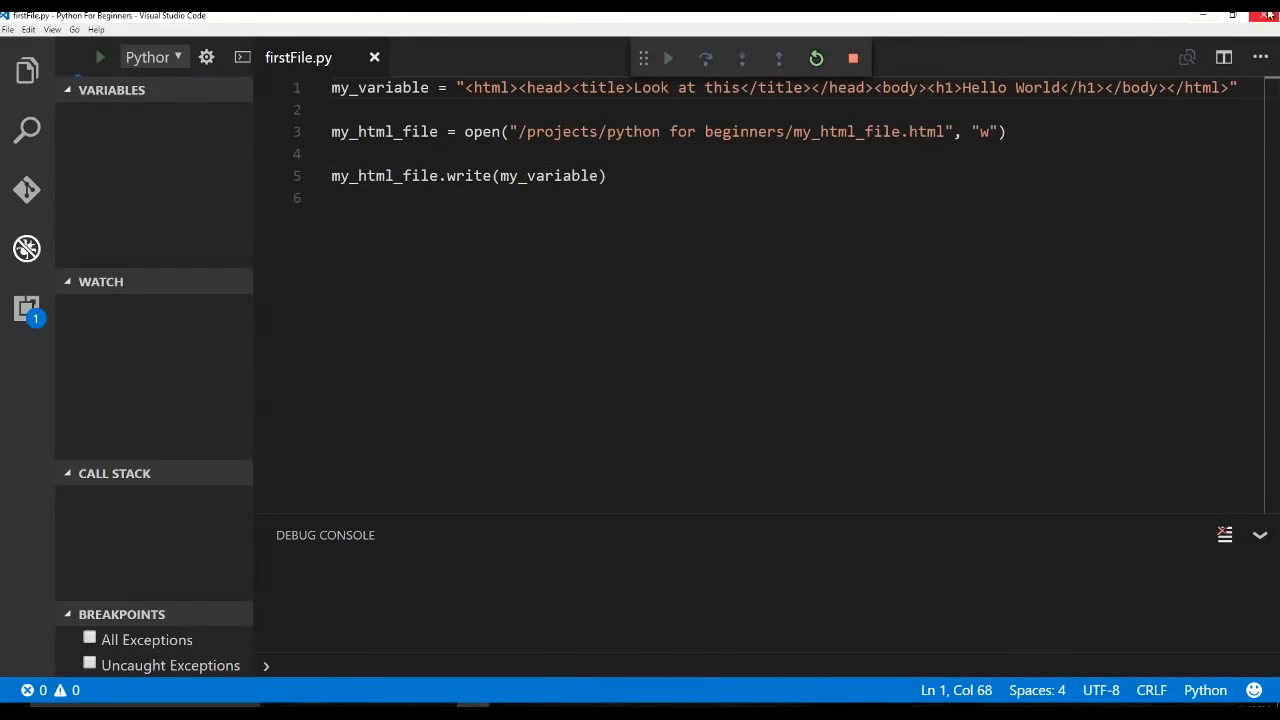 firstFile.py - Python For Beginners - Visual Studio Code
File Edit View Go Help
Python
firstFile.py
VARIABLES
1 my_variable = "<html><head><title>Look at this</title></head><body><h1>Hello World</h1></body></html>"
2
3 my_html_file = open("/projects/python for beginners/my_html_file.html", "w")
4
5 my_html_file.write(my_variable)
6
WATCH
1
CALL STACK
DEBUG CONSOLE
BREAKPOINTS
All Exceptions
Uncaught Exceptions
0 0 Ln 1, Col 68 Spaces: 4 UTF-8 CRLF Python